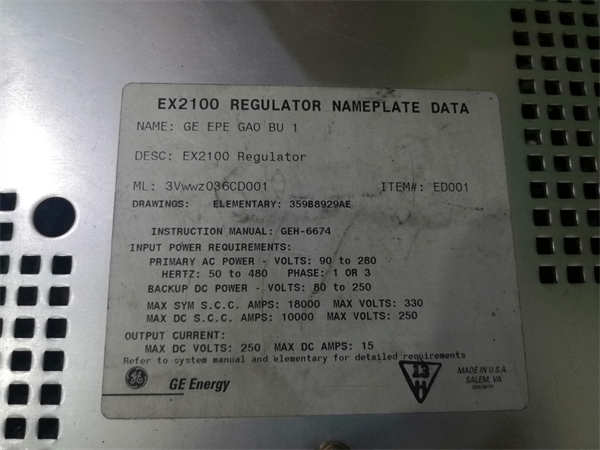 EX2100 REGULATOR NAMEPLATE DATA
NAME: GE EPE GAO BU 1
DESC: EX2100 Regulator
ML: 3Vwwz036CD001 ITEM#: ED001
DRAWINGS: ELEMENTARY: 359B8929AE
INSTRUCTION MANUAL: GEH-6674
INPUT POWER REQUIREMENTS:
PRIMARY AC POWER - VOLTS: 90 to 280
HERTZ: 50 to 480 PHASE: 1 OR 3
BACKUP DC POWER - VOLTS: 80 to 250
MAX SYM S.C.C. AMPS: 18000 MAX VOLTS: 330
MAX DC S.C.C. AMPS: 10000 MAX VOLTS: 250
OUTPUT CURRENT:
MAX DC VOLTS: 250 MAX DC AMPS: 15
Refer to system manual and elementary for detailed requirements
GE Energy
13
H
MADE IN U.S.A.
SALEM, VA